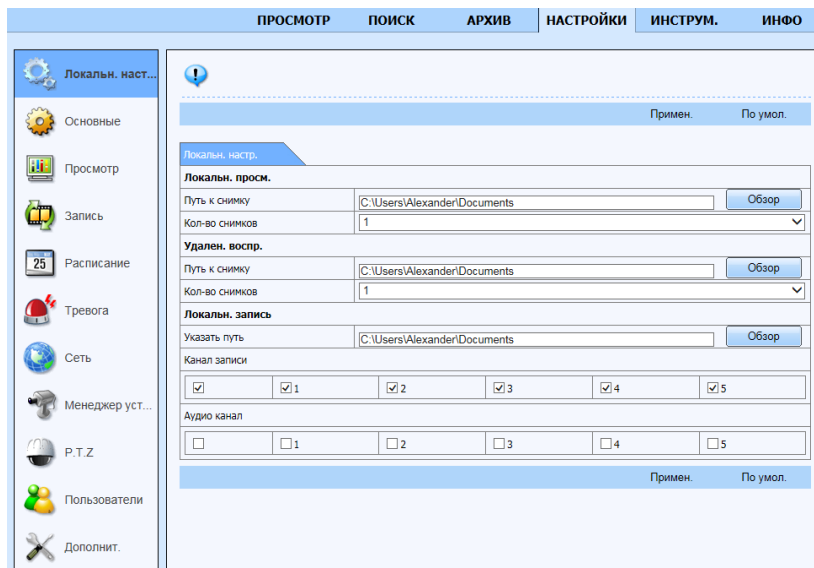 ПРОСМОТР ПОИСК АРХИВ НАСТРОЙКИ ИНСТРУМ. ИНФО
Локальн. наст...
Основные
Просмотр
Запись
25
Расписание
Тревога
Сеть
Менеджер уст...
P.T.Z
Пользователи
Дополнит.
Примен. По умол.
Локальн. настр.
Локальн. просм.
Путь к снимку C:\Users\Alexander\Documents Обзор
Кол-во снимков 1
Удален. воспр.
Путь к снимку C:\Users\Alexander\Documents Обзор
Кол-во снимков 1
Локальн. запись
Указать путь C:\Users\Alexander\Documents Обзор
Канал записи
1 2 3 4 5
Аудио канал
1 2 3 4 5
Примен. По умол.